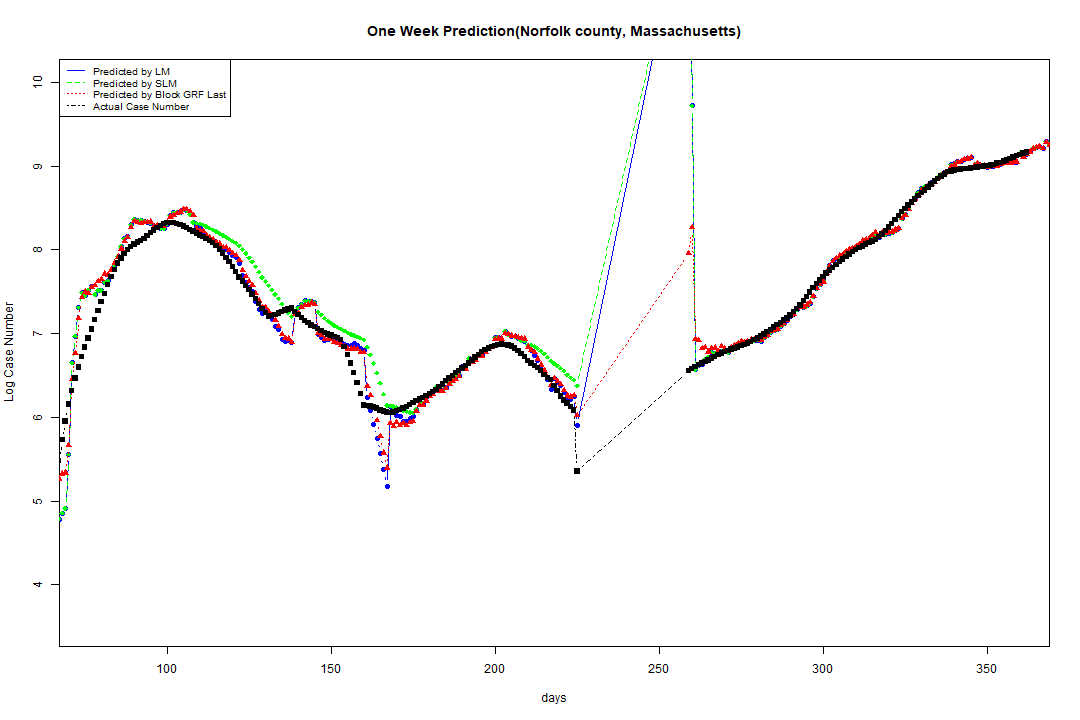 One Week Prediction(Norfolk county, Massachusetts)
Predicted by LM
Predicted by SLM
Predicted by Block GRF Last
Actual Case Number
Log Case Number
10
9
8
7
6
5
4
100 150 200 250 300 350
days